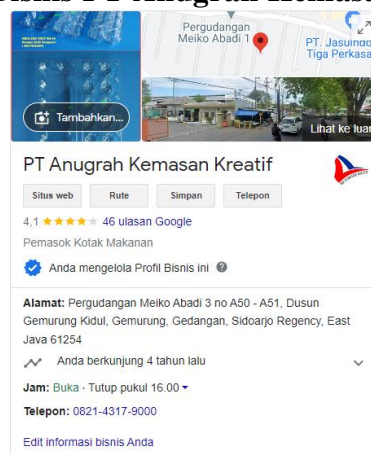 Pergudangan
Meiko Abadi 1
PT. Jasuindo
Tiga Perkasa
Tambahkan...
Lihat ke luar
PT Anugrah Kemasan Kreatif
Situs web Rute Simpan Telepon
4,1 46 ulasan Google
Pemasok Kotak Makanan
Anda mengelola Profil Bisnis ini
Alamat: Pergudangan Meiko Abadi 3 no A50 - A51, Dusun
Gemurung Kidul, Gemurung, Gedangan, Sidoarjo Regency, East
Java 61254
Anda berkunjung 4 tahun lalu
Jam: Buka · Tutup pukul 16.00
Telepon: 0821-4317-9000
Edit informasi bisnis Anda